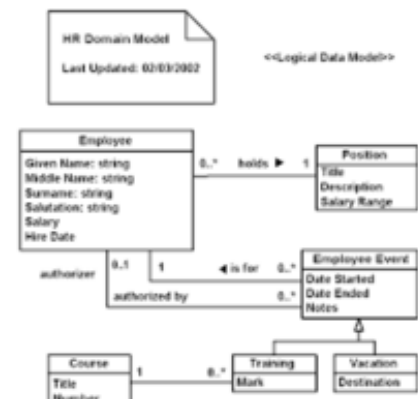 HR Domain Model
Last Updated: 02/03/2002
<<Logical Data Model>>
Employee
Given Name: string
Middle Name: string
Surname: string
Salutation: string
Salary
Hire Date
0..* holds ▶ 1
Position
Title
Description
Salary Range
authorizer
0..1
1
◀ is for
0..*
authorized by
0..*
Employee Event
Date Started
Date Ended
Notes
Course
Title
Number
1
0..*
Training
Mark
Vacation
Destination